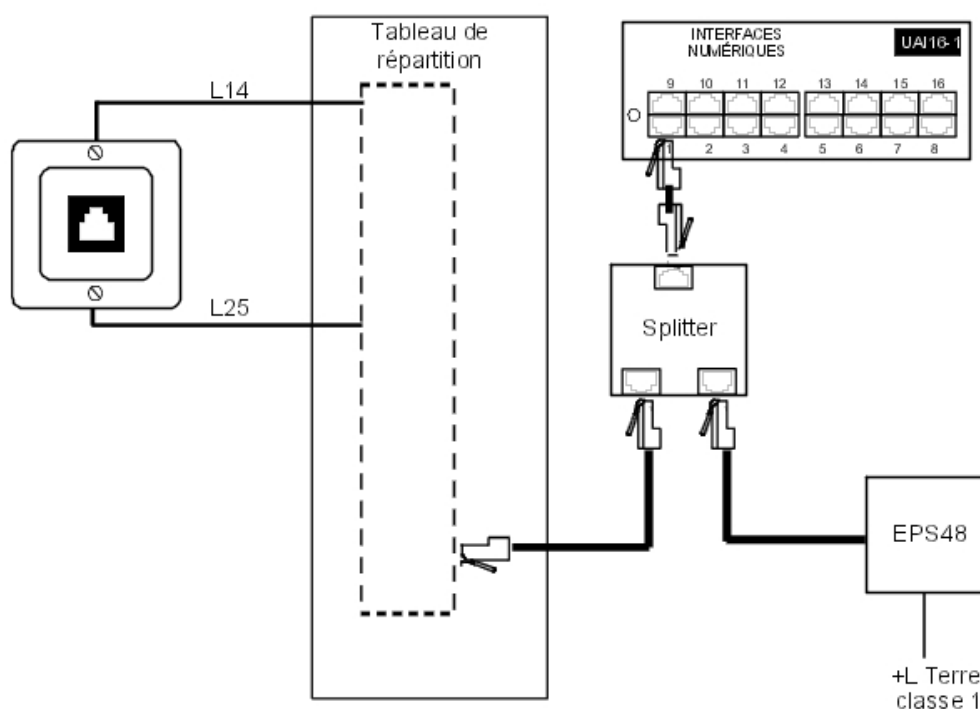 Tableau de
répartition
L14
L25
INTERFACES
NUMÉRIQUES
UAI16-1
9 10 11 12 13 14 15 16
1 2 3 4 5 6 7 8
Splitter
EPS48
+L Terre
classe 1